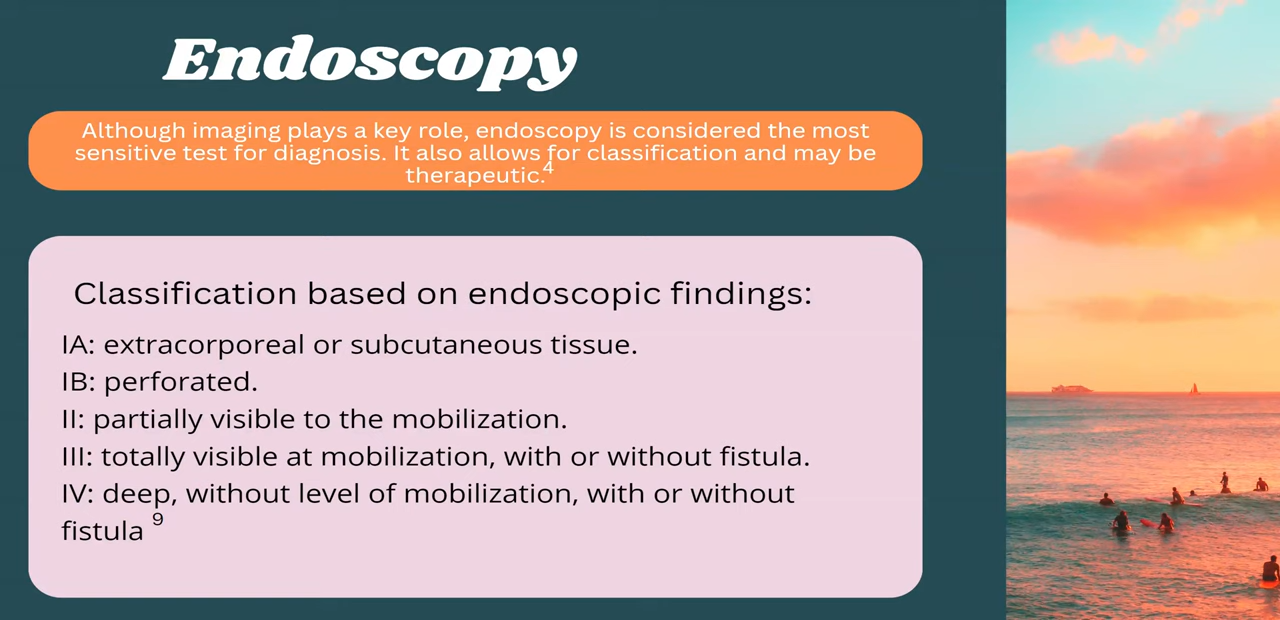 Endoscopy
Although imaging plays a key role, endoscopy is considered the most
sensitive test for diagnosis. It also allows for classification and may be
therapeutic.4
Classification based on endoscopic findings:
IA: extracorporeal or subcutaneous tissue.
IB: perforated.
II: partially visible to the mobilization.
III: totally visible at mobilization, with or without fistula.
IV: deep, without level of mobilization, with or without
fistula 9